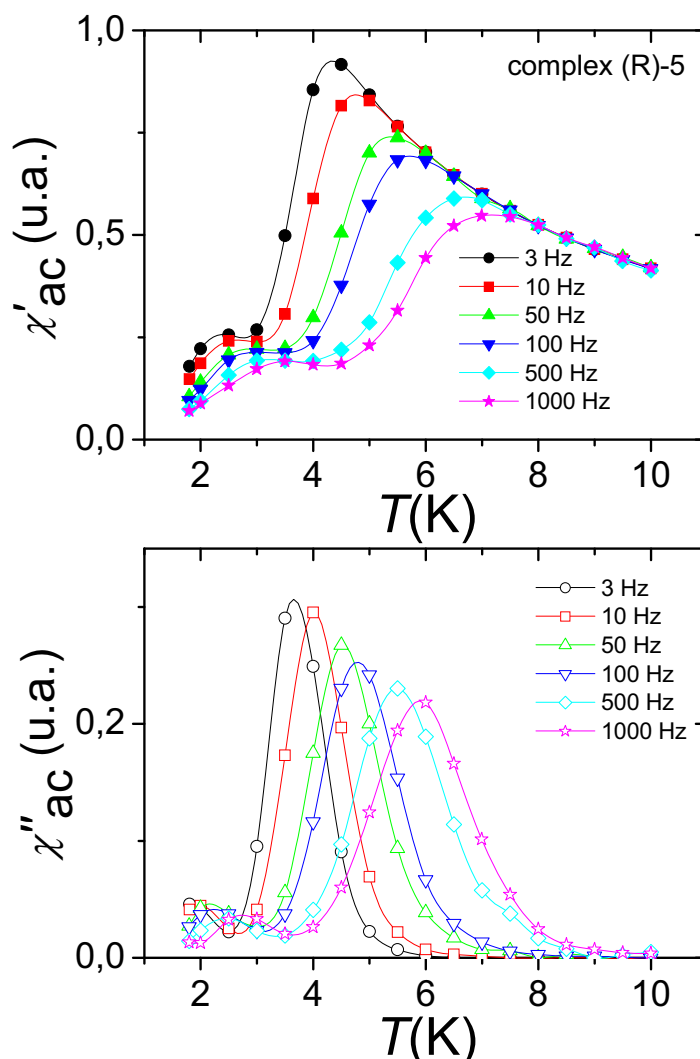 1,0
complex (R)-5
χ′ac (u.a.)
0,5
3 Hz
10 Hz
50 Hz
100 Hz
500 Hz
1000 Hz
0,0
2 4 6 8 10
T(K)
3 Hz
10 Hz
50 Hz
100 Hz
500 Hz
1000 Hz
χ″ac (u.a.)
0,2
0,0
2 4 6 8 10
T(K)